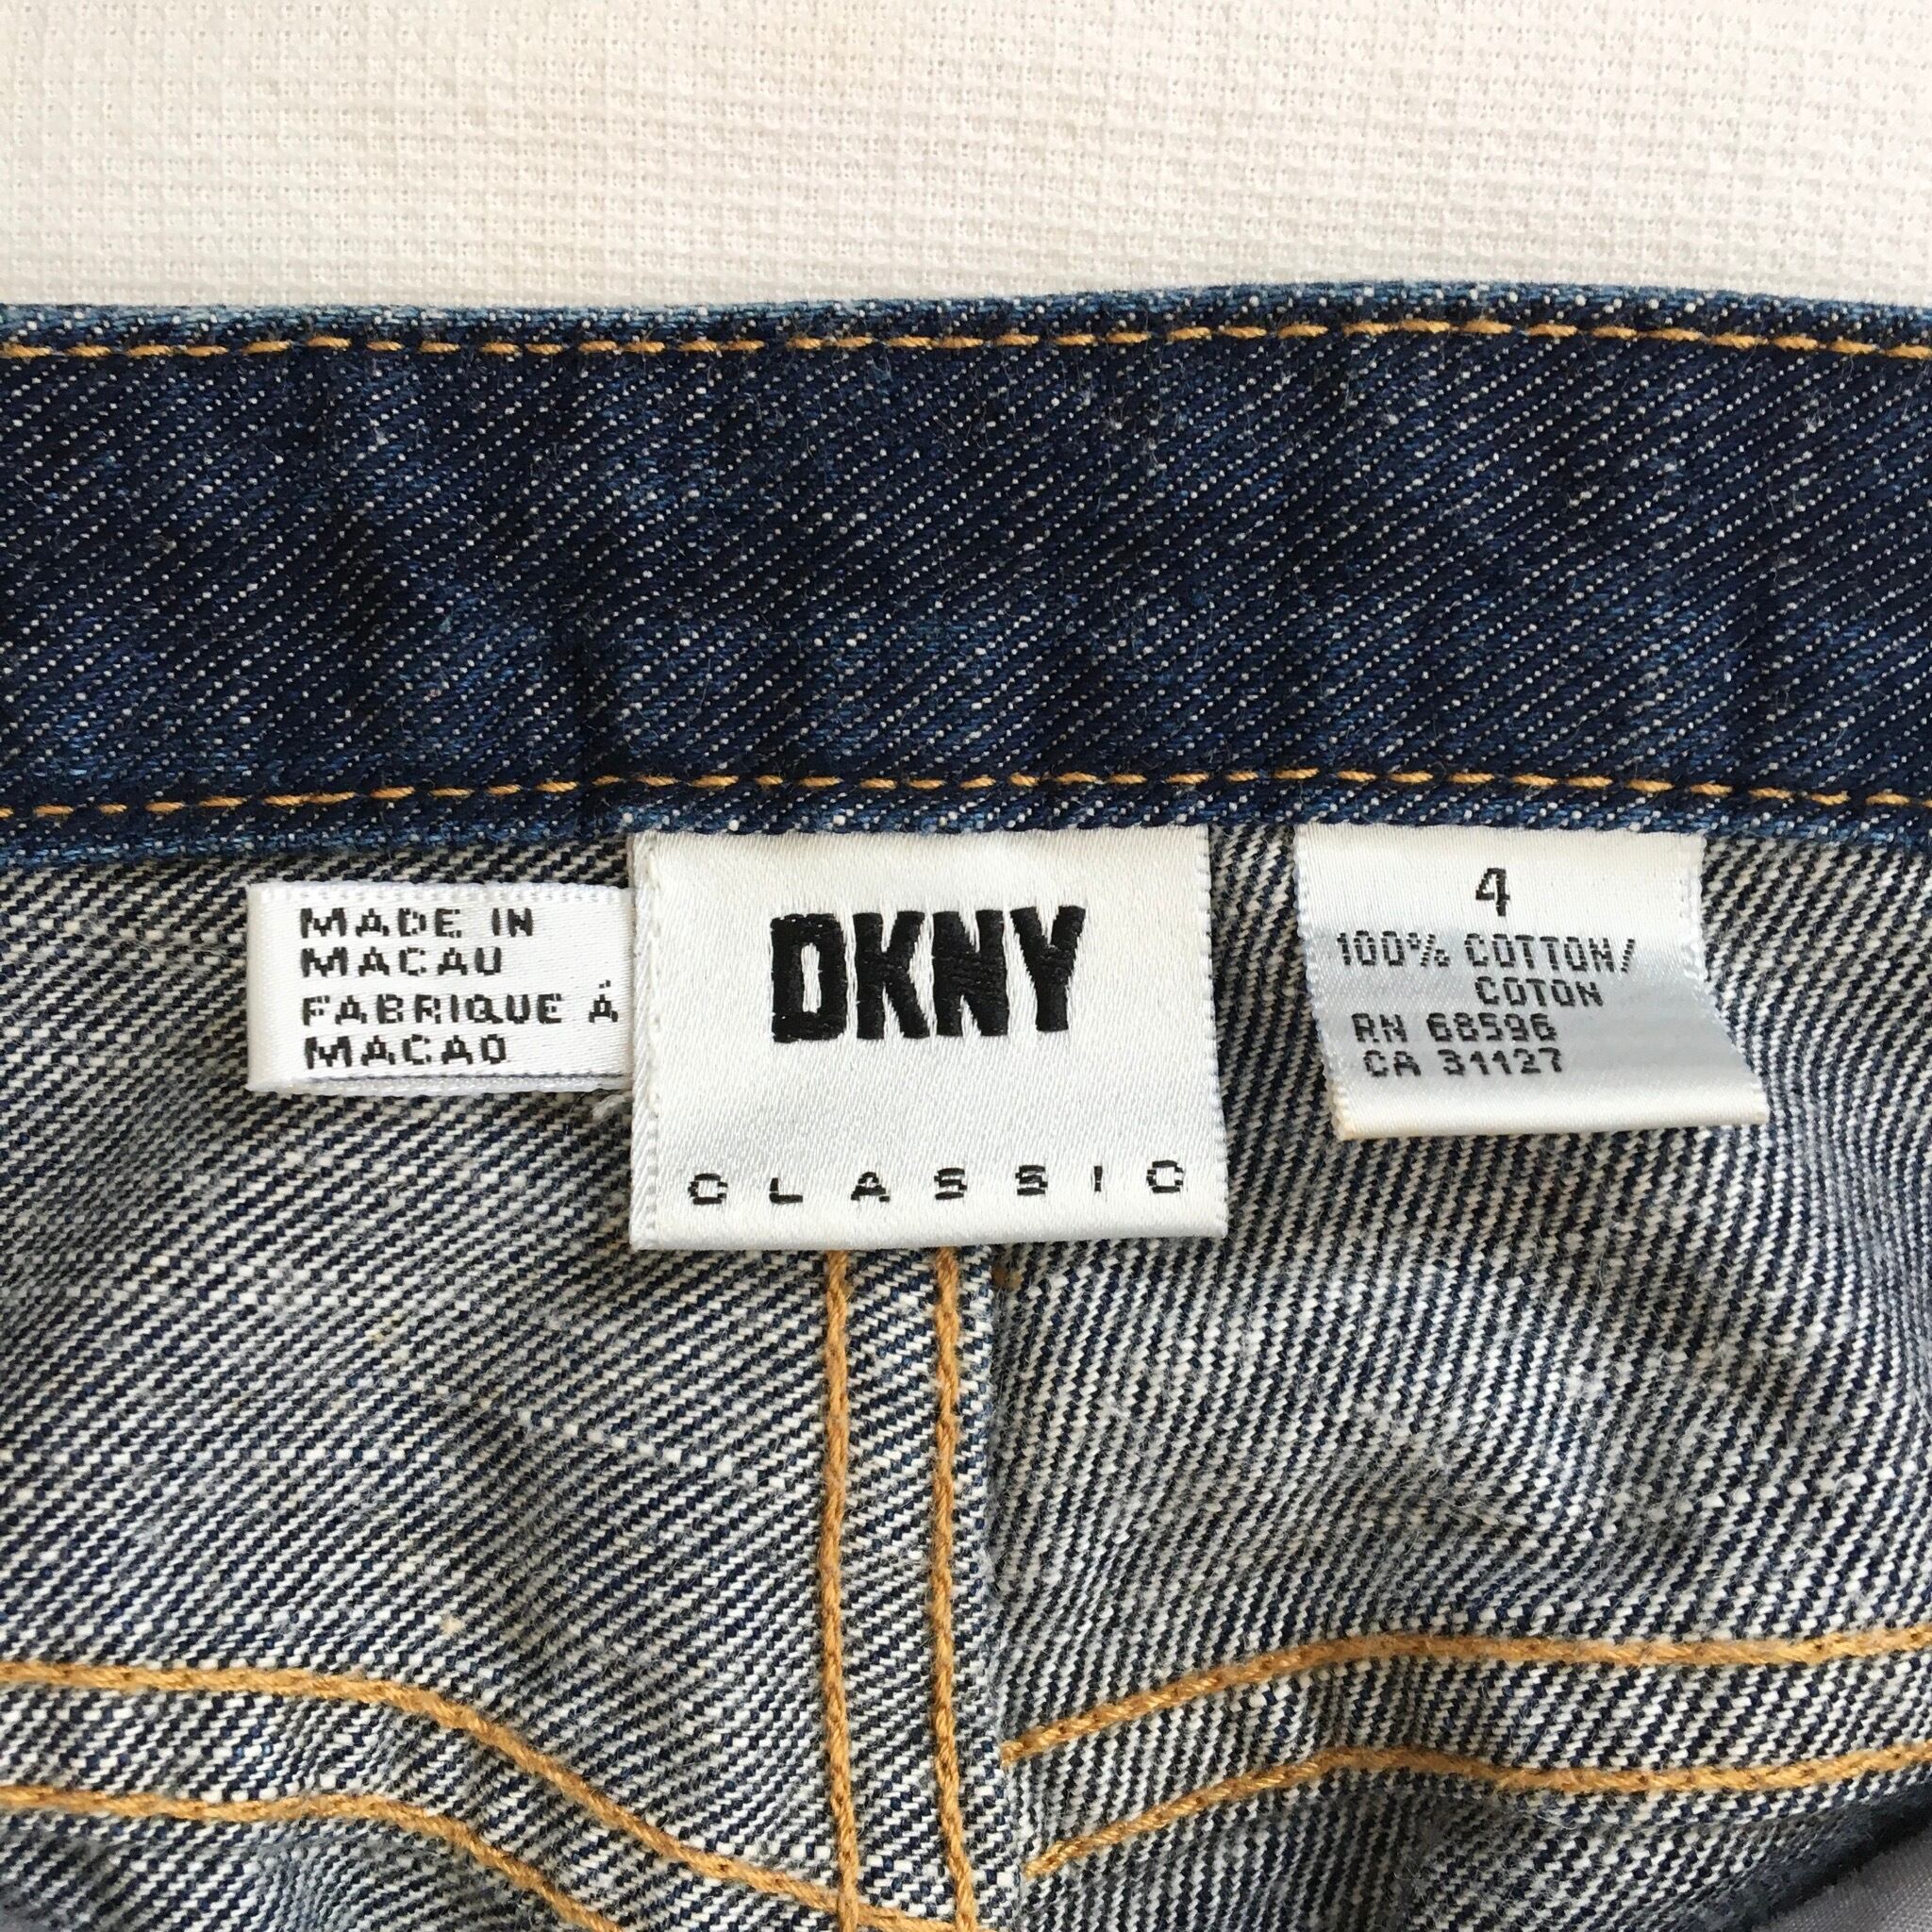 MADE IN
MACAU
FABRIQUE Á
MACAO
DKNY
CLASSIC
4
100% COTTON/
COTON
RN 68596
CA 31127